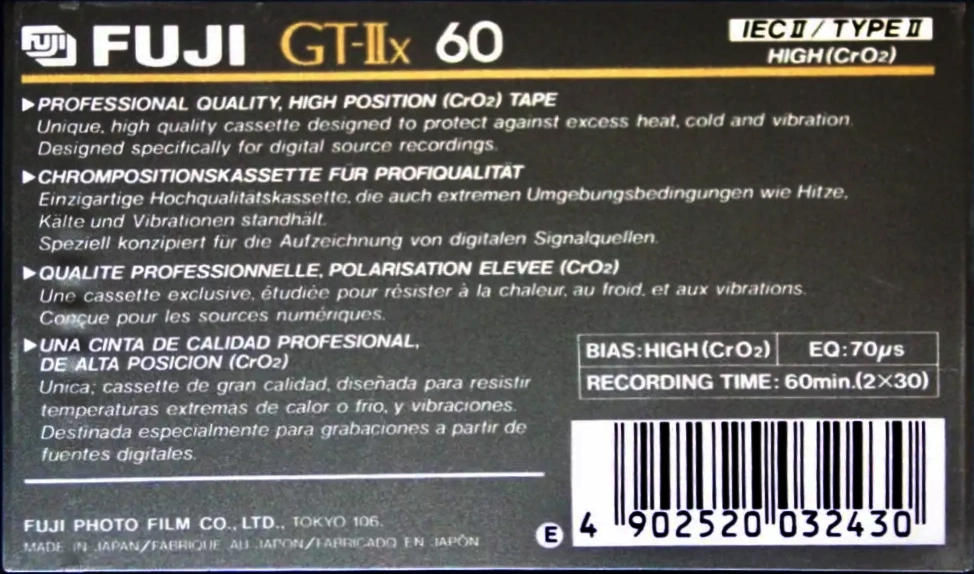 FUJI FUJI GT-IIx 60
IEC II / TYPE II
HIGH (CrO2)
▶PROFESSIONAL QUALITY, HIGH POSITION (CrO2) TAPE
Unique, high quality cassette designed to protect against excess heat, cold and vibration.
Designed specifically for digital source recordings.
▶CHROMPOSITIONSKASSETTE FÜR PROFIQUALITÄT
Einzigartige Hochqualitätskassette, die auch extremen Umgebungsbedingungen wie Hitze,
Kälte und Vibrationen standhält.
Speziell konzipiert für die Aufzeichnung von digitalen Signalquellen.
▶QUALITE PROFESSIONNELLE, POLARISATION ELEVEE (CrO2)
Une cassette exclusive, étudiée pour résister à la chaleur, au froid, et aux vibrations.
Conçue pour les sources numériques.
▶UNA CINTA DE CALIDAD PROFESIONAL,
DE ALTA POSICION (CrO2)
Unica; cassette de gran calidad, diseñada para resistir
temperaturas extremas de calor o frio, y vibraciones.
Destinada especialmente para grabaciones a partir de
fuentes digitales.
BIAS:HIGH (CrO2) EQ:70µs
RECORDING TIME: 60min.(2×30)
FUJI PHOTO FILM CO., LTD., TOKYO 106.
MADE IN JAPAN/FABRIQUE AU JAPON/FABRICADO EN JAPÓN
E
4 902520 032430